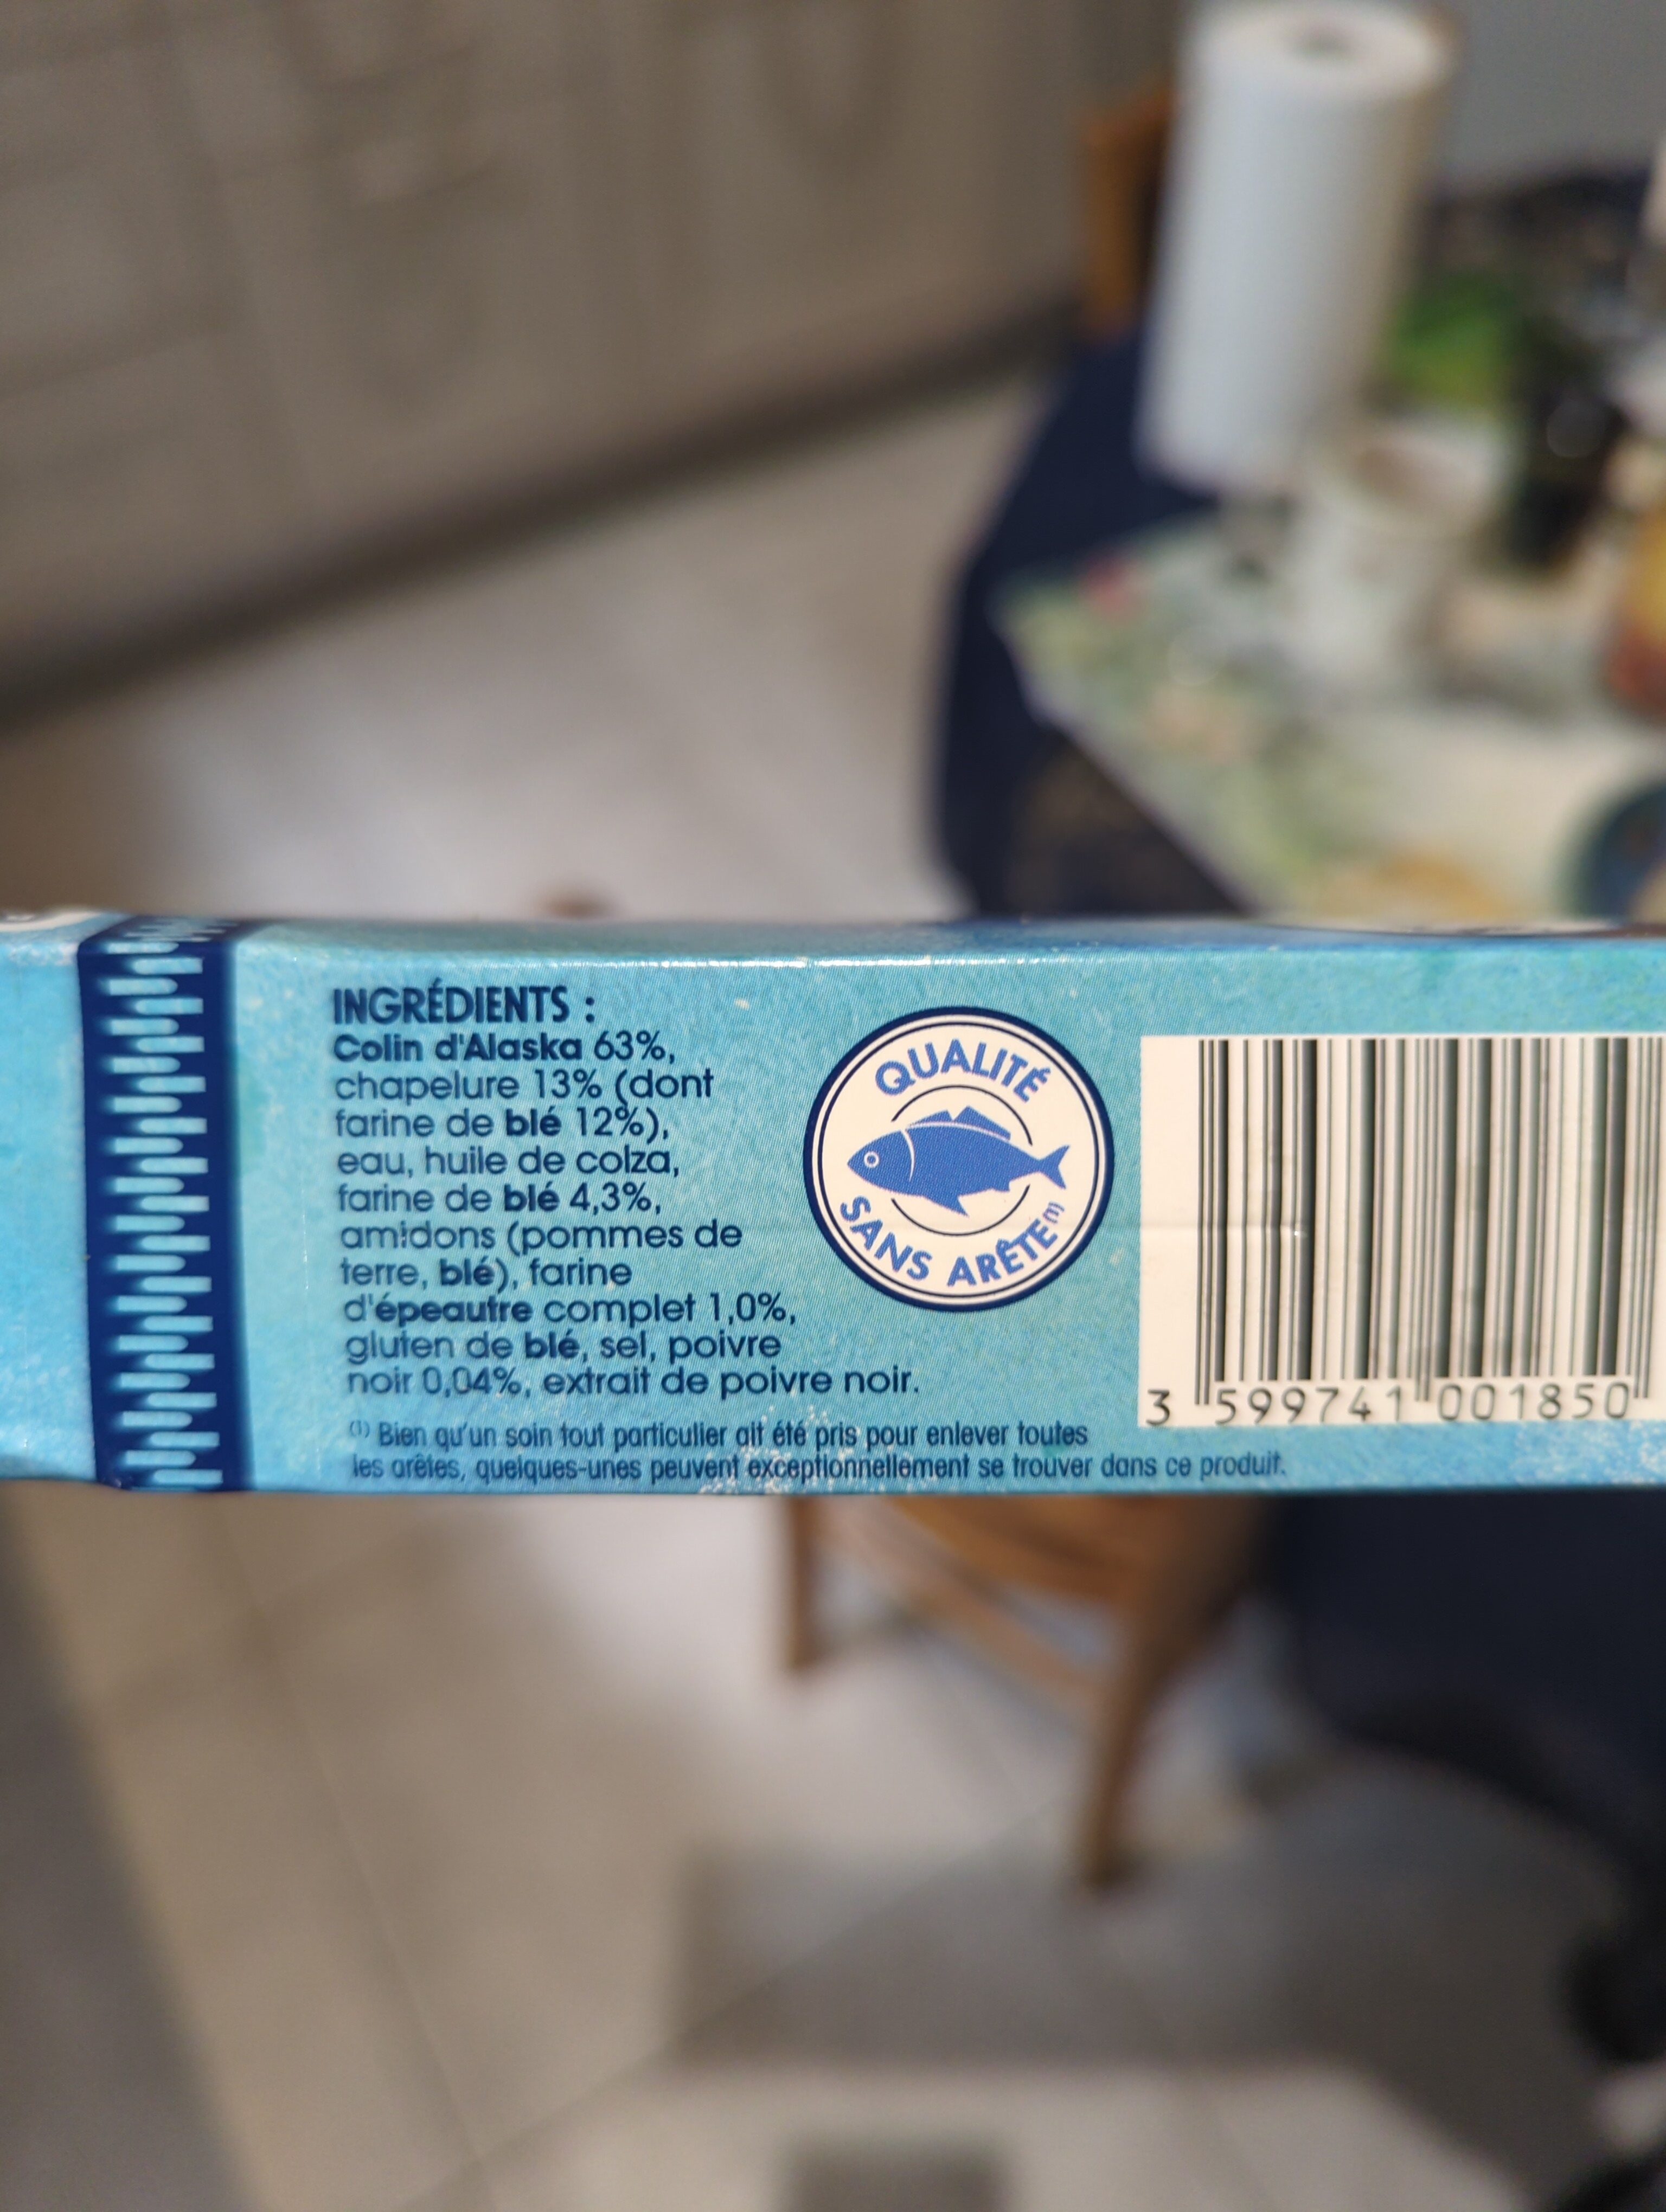 INGRÉDIENTS :
Colin d'Alaska 63%,
chapelure 13% (dont
farine de blé 12%),
eau, huile de colza,
farine de blé 4,3%,
amidons (pommes de
terre, blé), farine
d'épeautre complet 1,0%,
gluten de blé, sel, poivre
noir 0,04%, extrait de poivre noir.
(1) Bien qu'un soin tout particulier ait été pris pour enlever toutes
les arêtes, quelques-unes peuvent exceptionnellement se trouver dans ce produit.
QUALITÉ
SANS ARÊTE(1)
3 599741 001850